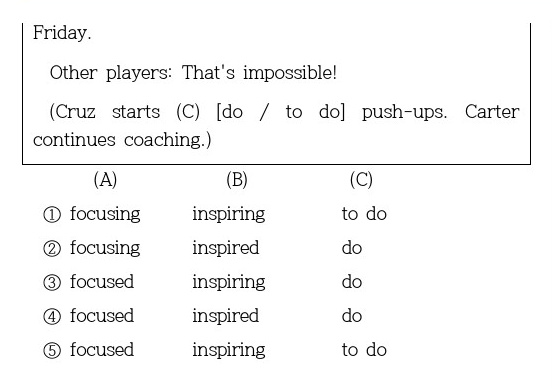 Friday.
Other players: That's impossible!
(Cruz starts (C) [do / to do] push-ups. Carter
continues coaching.)
(A) (B) (C)
① focusing inspiring to do
② focusing inspired do
③ focused inspiring do
④ focused inspired do
⑤ focused inspiring to do